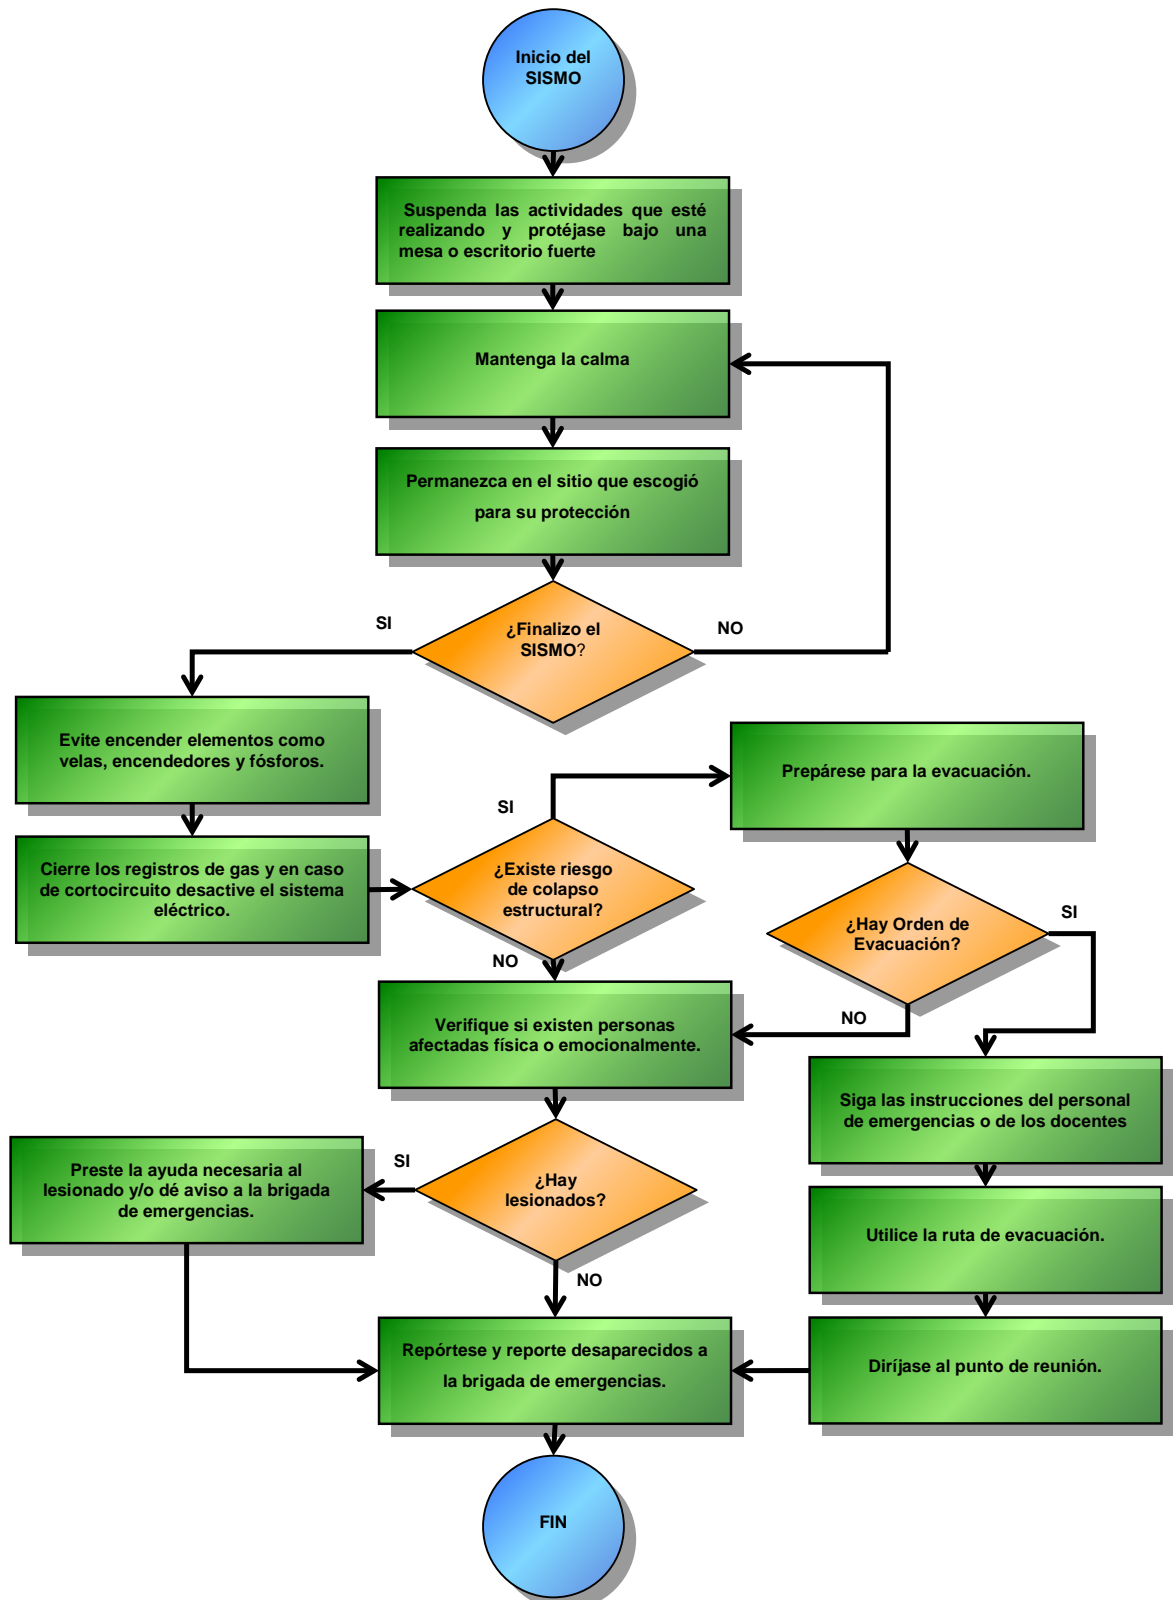 Inicio del
SISMO
Suspenda las actividades que esté
realizando y protéjase bajo una
mesa o escritorio fuerte
Mantenga la calma
Permanezca en el sitio que escogió
para su protección
¿Finalizo el
SISMO?
SI
NO
Evite encender elementos como
velas, encendedores y fósforos.
Cierre los registros de gas y en caso
de cortocircuito desactive el sistema
eléctrico.
¿Existe riesgo
de colapso
estructural?
SI
NO
Prepárese para la evacuación.
¿Hay Orden de
Evacuación?
SI
NO
Verifique si existen personas
afectadas física o emocionalmente.
Siga las instrucciones del personal
de emergencias o de los docentes
¿Hay
lesionados?
SI
NO
Preste la ayuda necesaria al
lesionado y/o dé aviso a la brigada
de emergencias.
Utilice la ruta de evacuación.
Diríjase al punto de reunión.
Repórtese y reporte desaparecidos a
la brigada de emergencias.
FIN